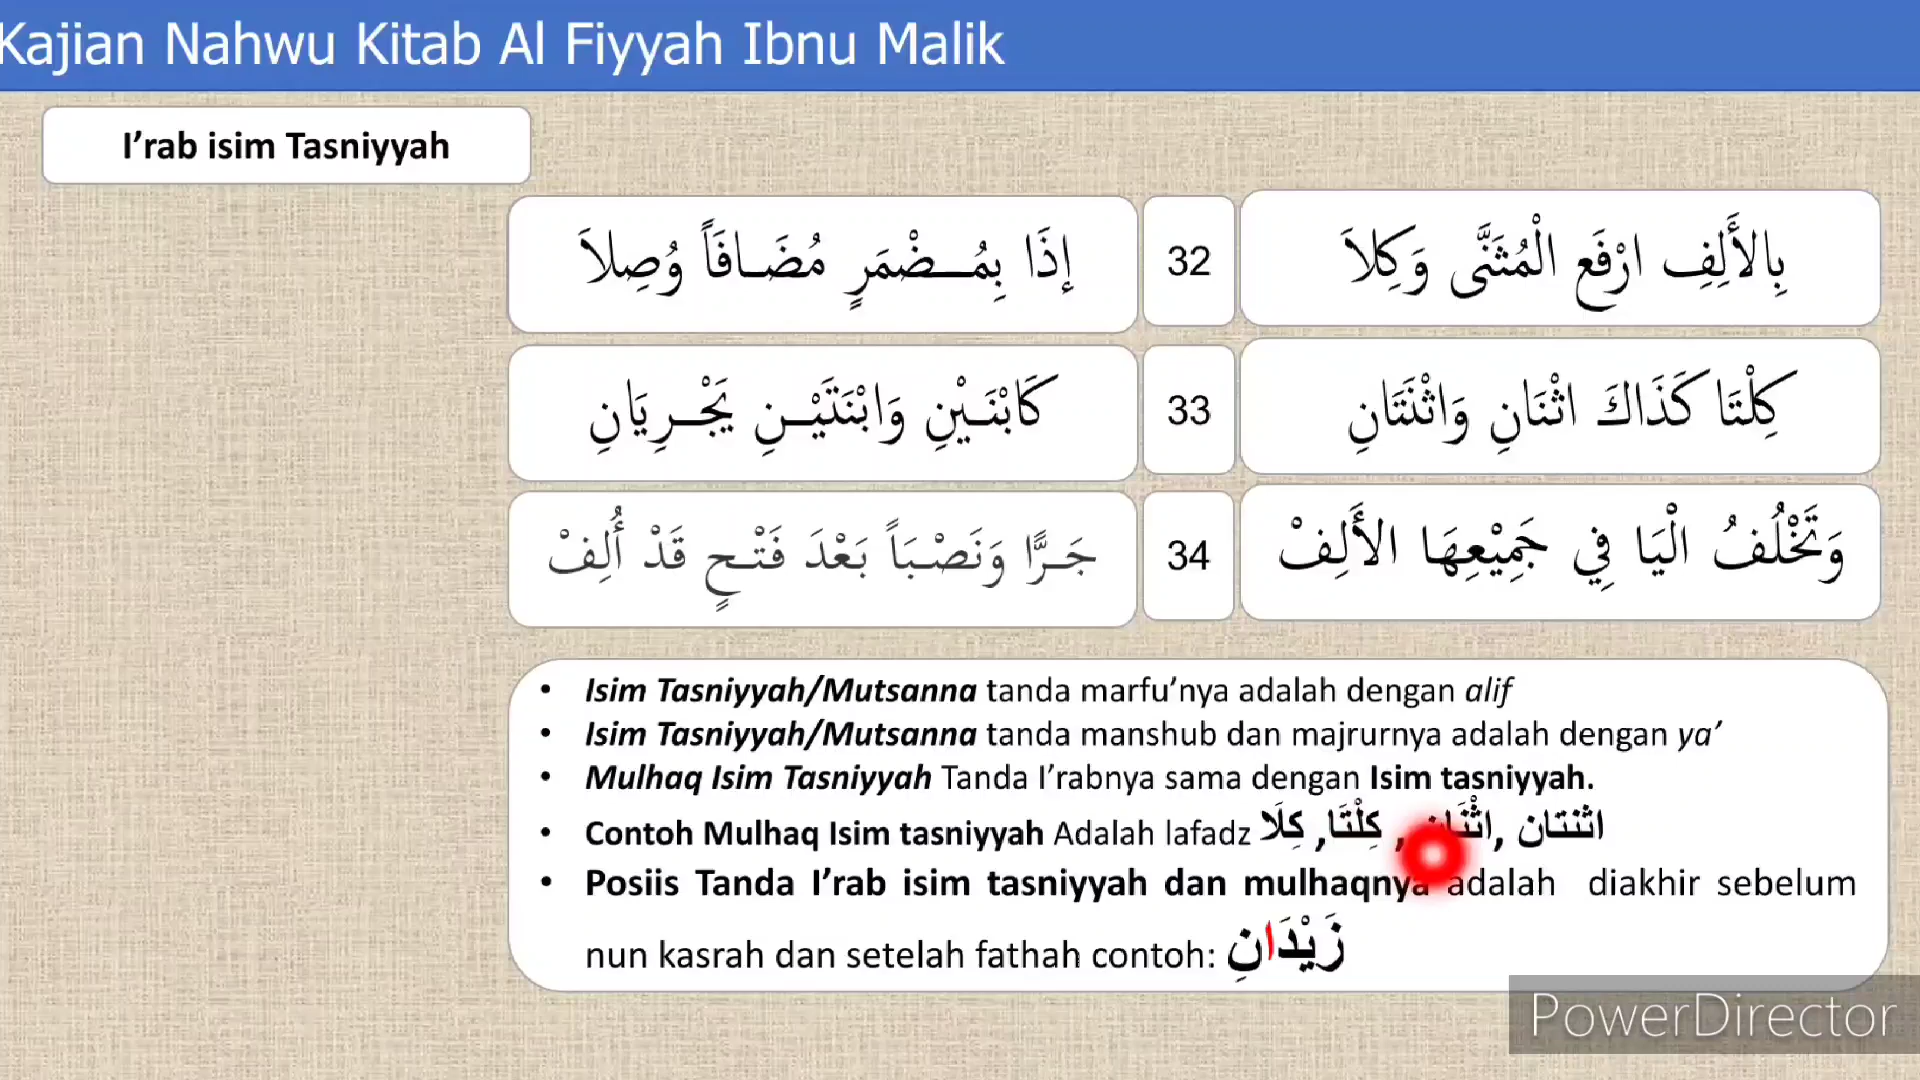 Kajian Nahwu Kitab Al Fiyyah Ibnu Malik
I'rab isim Tasniyyah
بِالأَلِفِ ارْفَعِ الْمُثَنَّى وَكِلاَ 32 إِذَا بِمُضْمَرٍ مُضَافَاً وُصِلاَ
كِلْتَا كَذَاكَ اثْنَانِ وَاثْنَتَانِ 33 كَابْنَيْنِ وَابْنَتَيْنِ يَجْرِيَانِ
وَتَخْلُفُ الْيَا فِي جَمِيْعِهَا الأَلِفْ 34 جَرًّا وَنَصْبَاً بَعْدَ فَتْحٍ قَدْ أُلِفْ
• Isim Tasniyyah/Mutsanna tanda marfu'nya adalah dengan alif
• Isim Tasniyyah/Mutsanna tanda manshub dan majrurnya adalah dengan ya'
• Mulhaq Isim Tasniyyah Tanda I'rabnya sama dengan Isim tasniyyah.
• Contoh Mulhaq Isim tasniyyah Adalah lafadz كِلَا ,كِلْتَا , اثْنَانِ, اثنتان
• Posiis Tanda I'rab isim tasniyyah dan mulhaqnya adalah diakhir sebelum
nun kasrah dan setelah fathah contoh: زَيْدَانِ
PowerDirector